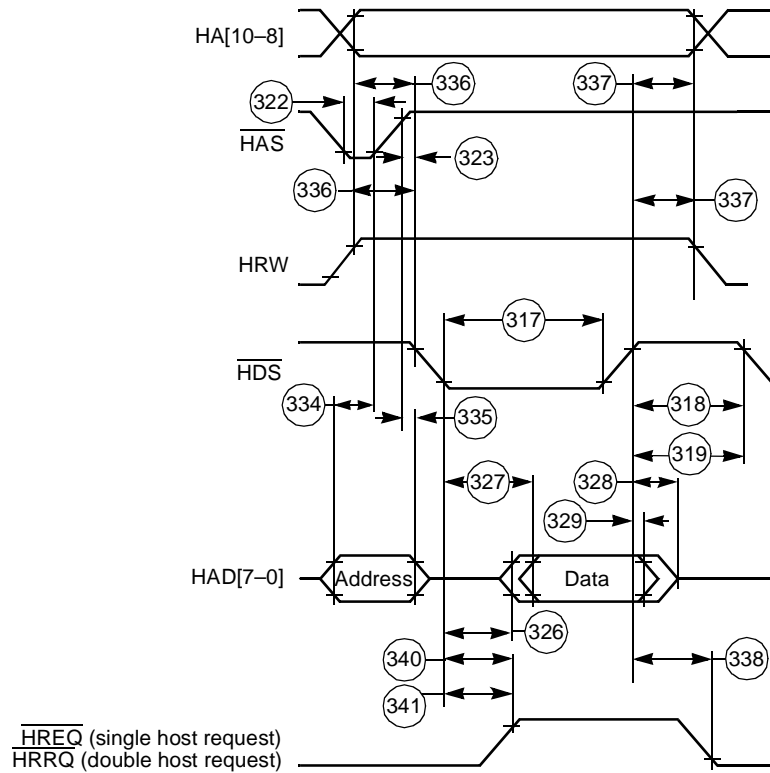 HA[10–8]
336
337
322
HAS
323
336
337
HRW
317
HDS
334
335
318
319
327
328
329
HAD[7–0]
Address
Data
326
340
338
341
HREQ (single host request)
HRRQ (double host request)